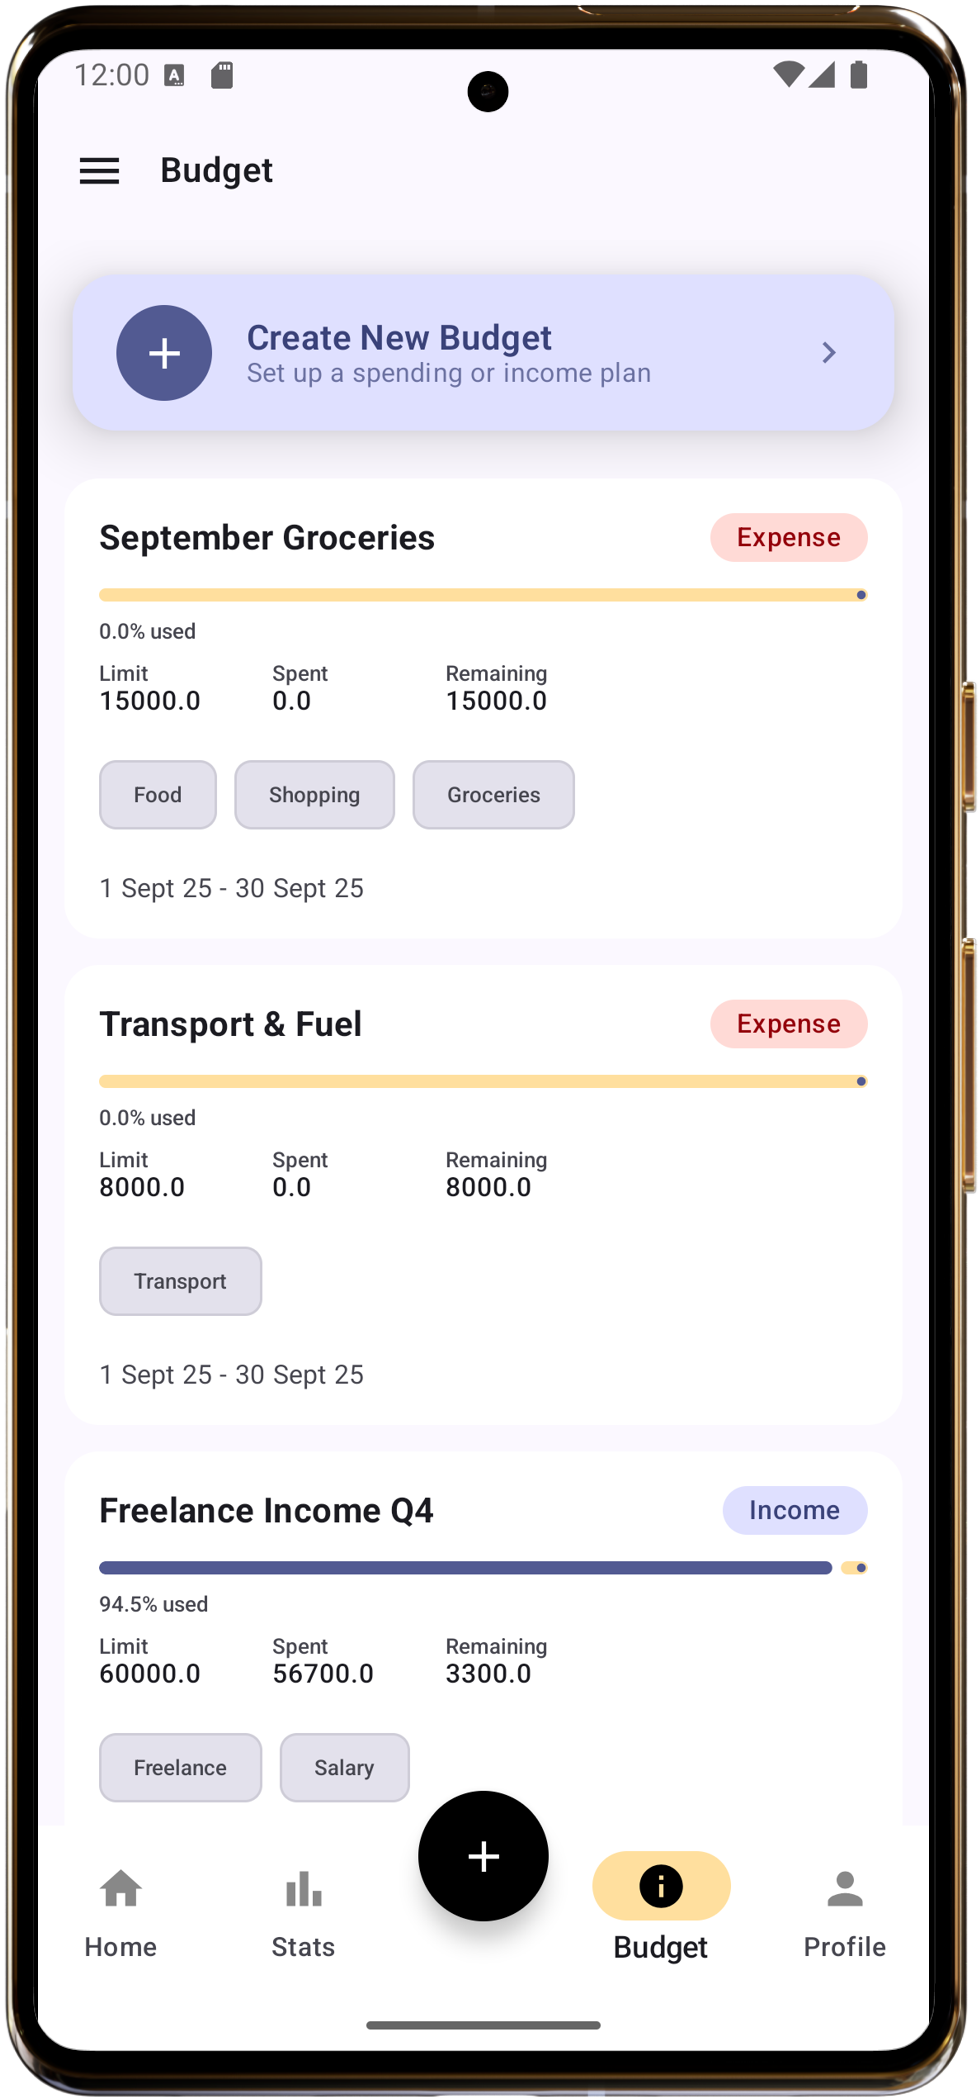 12:00
Budget
Create New Budget
Set up a spending or income plan
September Groceries
Expense
0.0% used
Limit Spent Remaining
15000.0 0.0 15000.0
Food Shopping Groceries
1 Sept 25 - 30 Sept 25
Transport & Fuel
Expense
0.0% used
Limit Spent Remaining
8000.0 0.0 8000.0
Transport
1 Sept 25 - 30 Sept 25
Freelance Income Q4
Income
94.5% used
Limit Spent Remaining
60000.0 56700.0 3300.0
Freelance Salary
Home Stats Budget Profile